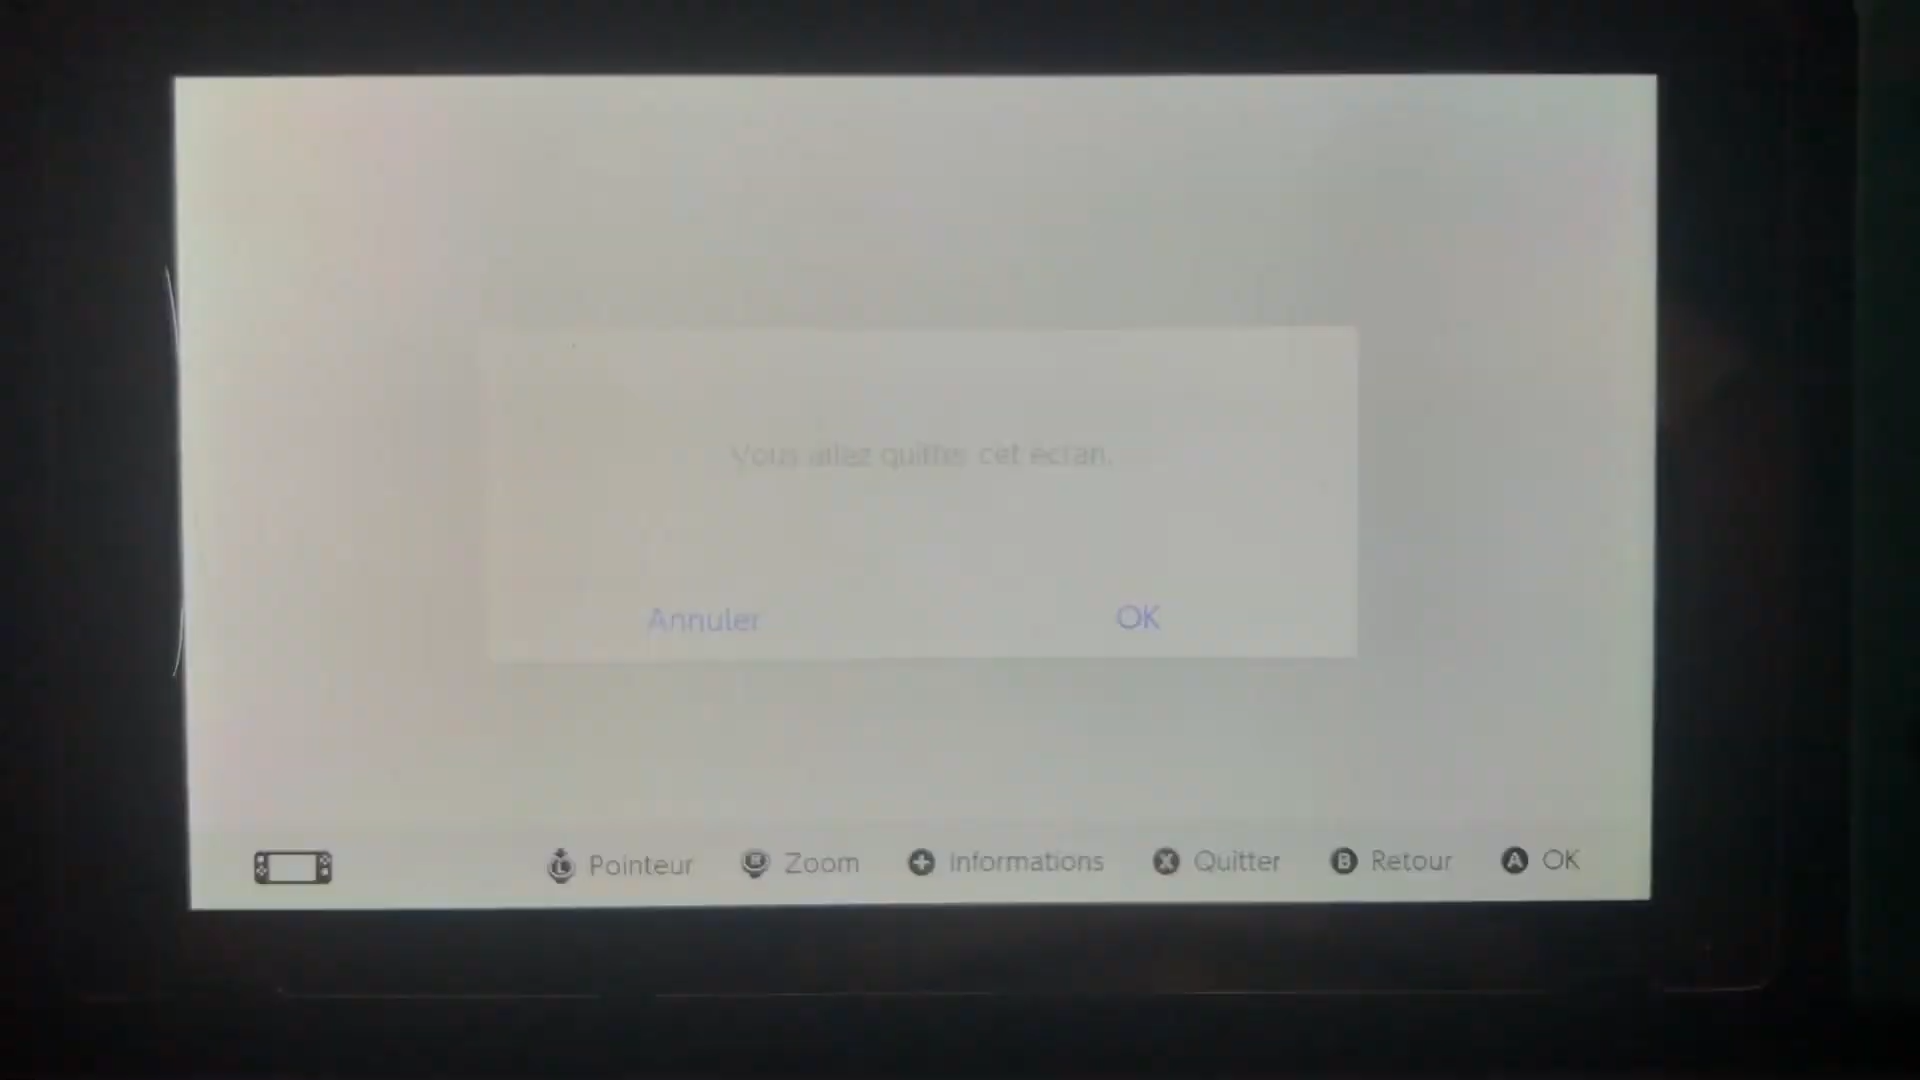 Vous allez quitter cet écran.
Annuler OK
L Pointeur R Zoom + Informations X Quitter B Retour A OK